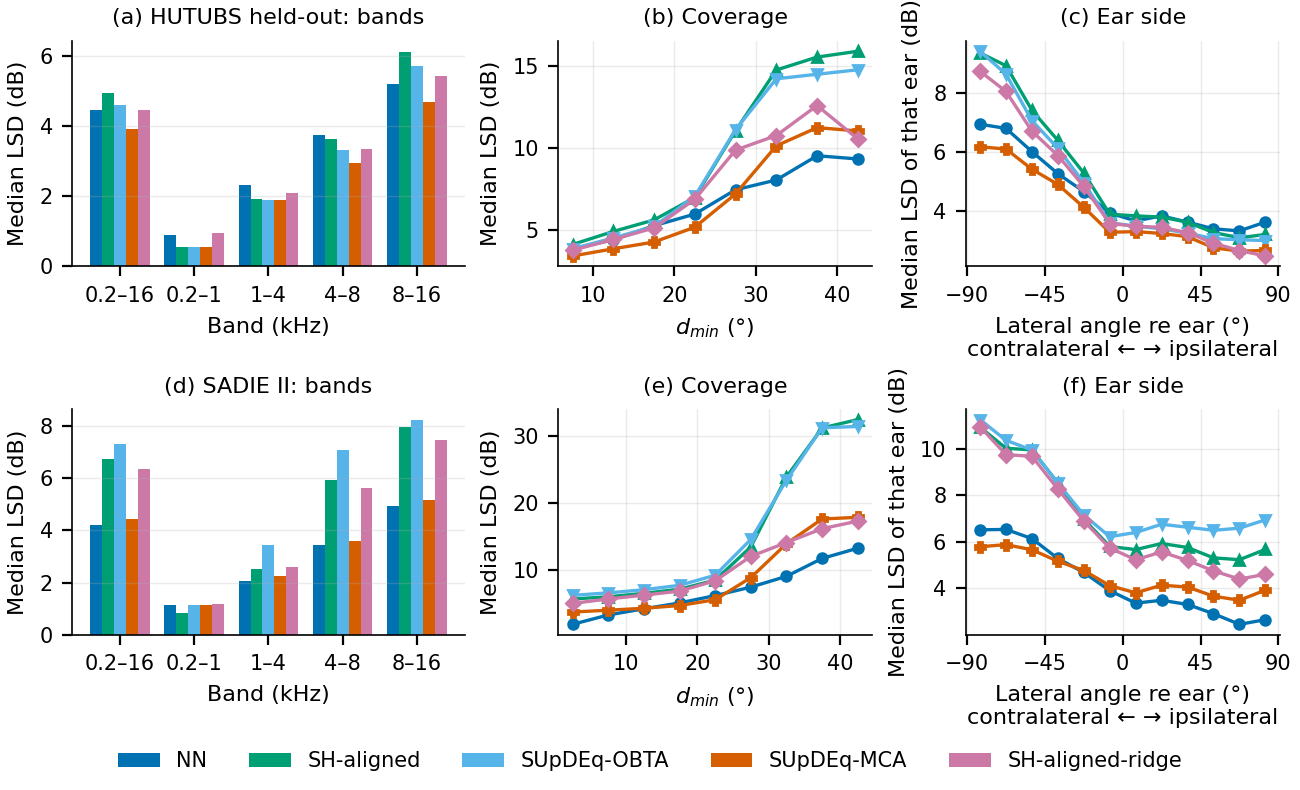 (a) HUTUBS held-out: bands
Median LSD (dB)
6
4
2
0
0.2–16 0.2–1 1–4 4–8 8–16
Band (kHz)
(b) Coverage
Median LSD (dB)
15
10
5
10 20 30 40
d_min (°)
(c) Ear side
Median LSD of that ear (dB)
8
6
4
−90 −45 0 45 90
Lateral angle re ear (°)
contralateral ← → ipsilateral
(d) SADIE II: bands
Median LSD (dB)
8
6
4
2
0
0.2–16 0.2–1 1–4 4–8 8–16
Band (kHz)
(e) Coverage
Median LSD (dB)
30
20
10
10 20 30 40
d_min (°)
(f) Ear side
Median LSD of that ear (dB)
10
8
6
4
−90 −45 0 45 90
Lateral angle re ear (°)
contralateral ← → ipsilateral
NN SH-aligned SUpDEq-OBTA SUpDEq-MCA SH-aligned-ridge